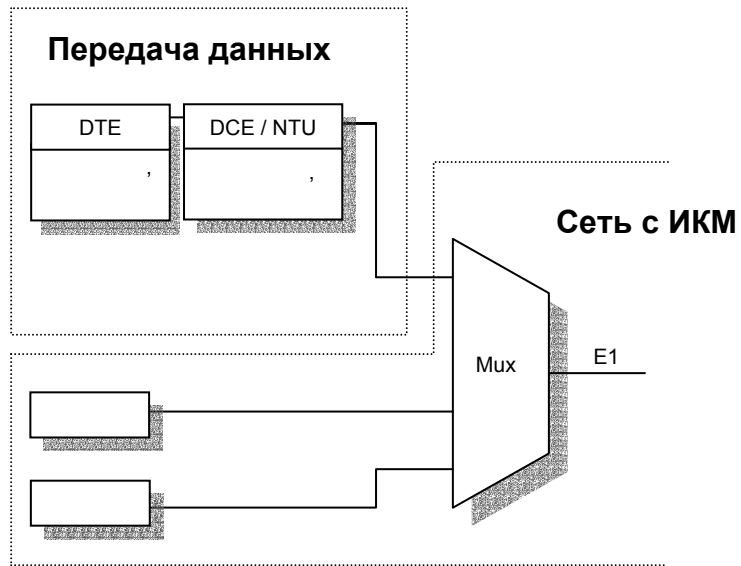 Передача данных
DTE
DCE / NTU
,
,
Сеть с ИКМ
Mux
E1